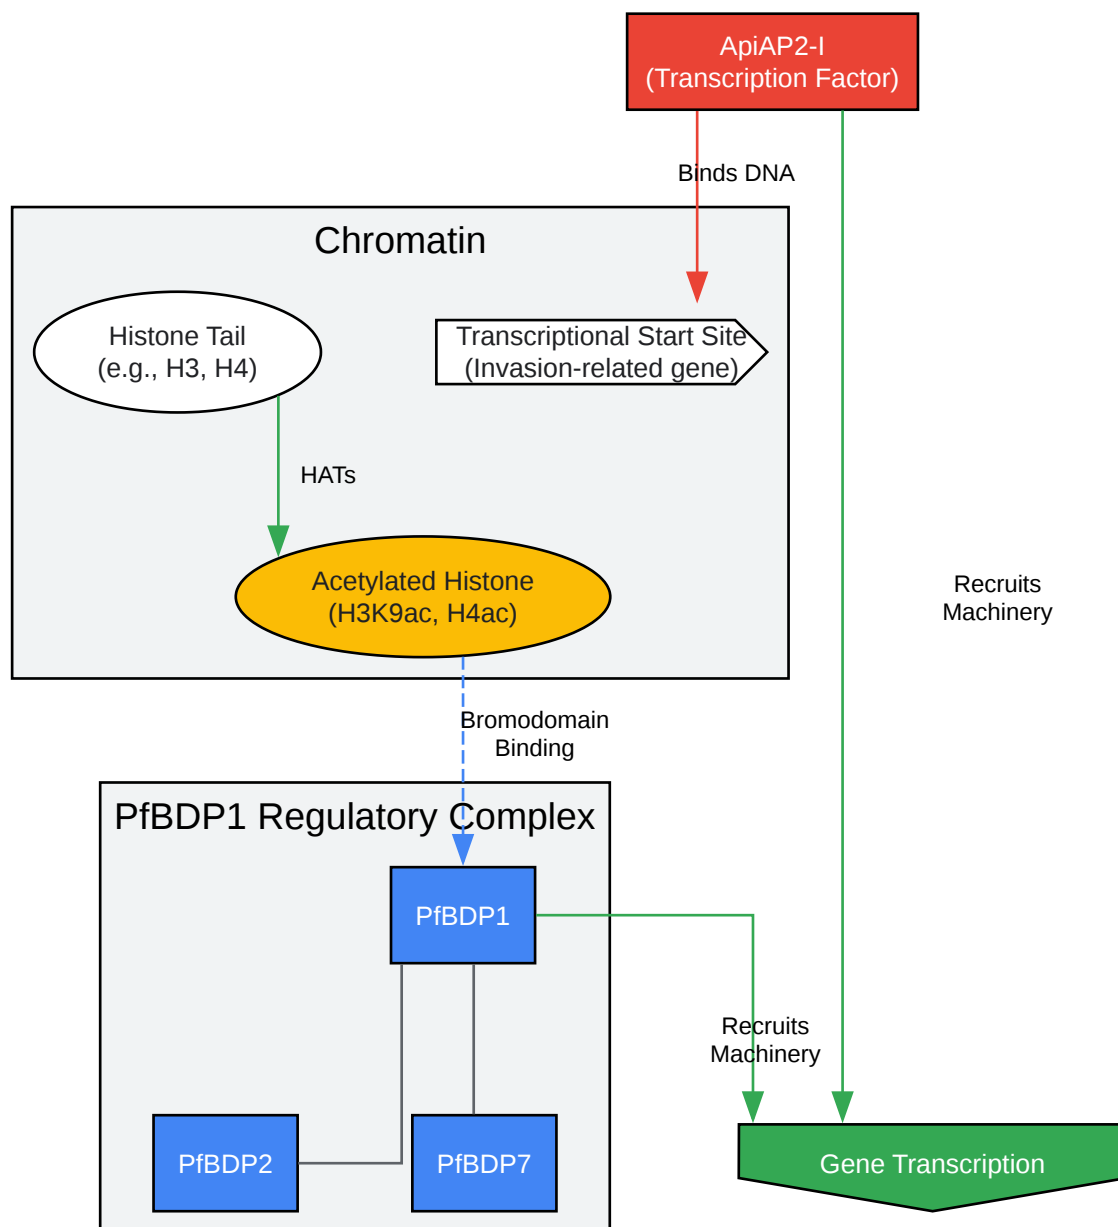 ApiAP2-I
(Transcription Factor)
Binds DNA
Chromatin
Histone Tail
(e.g., H3, H4)
Transcriptional Start Site
(Invasion-related gene)
HATs
Acetylated Histone
(H3K9ac, H4ac)
Recruits
Machinery
Bromodomain
Binding
PfBDP1 Regulatory Complex
PfBDP1
Recruits
Machinery
PfBDP2
PfBDP7
Gene Transcription